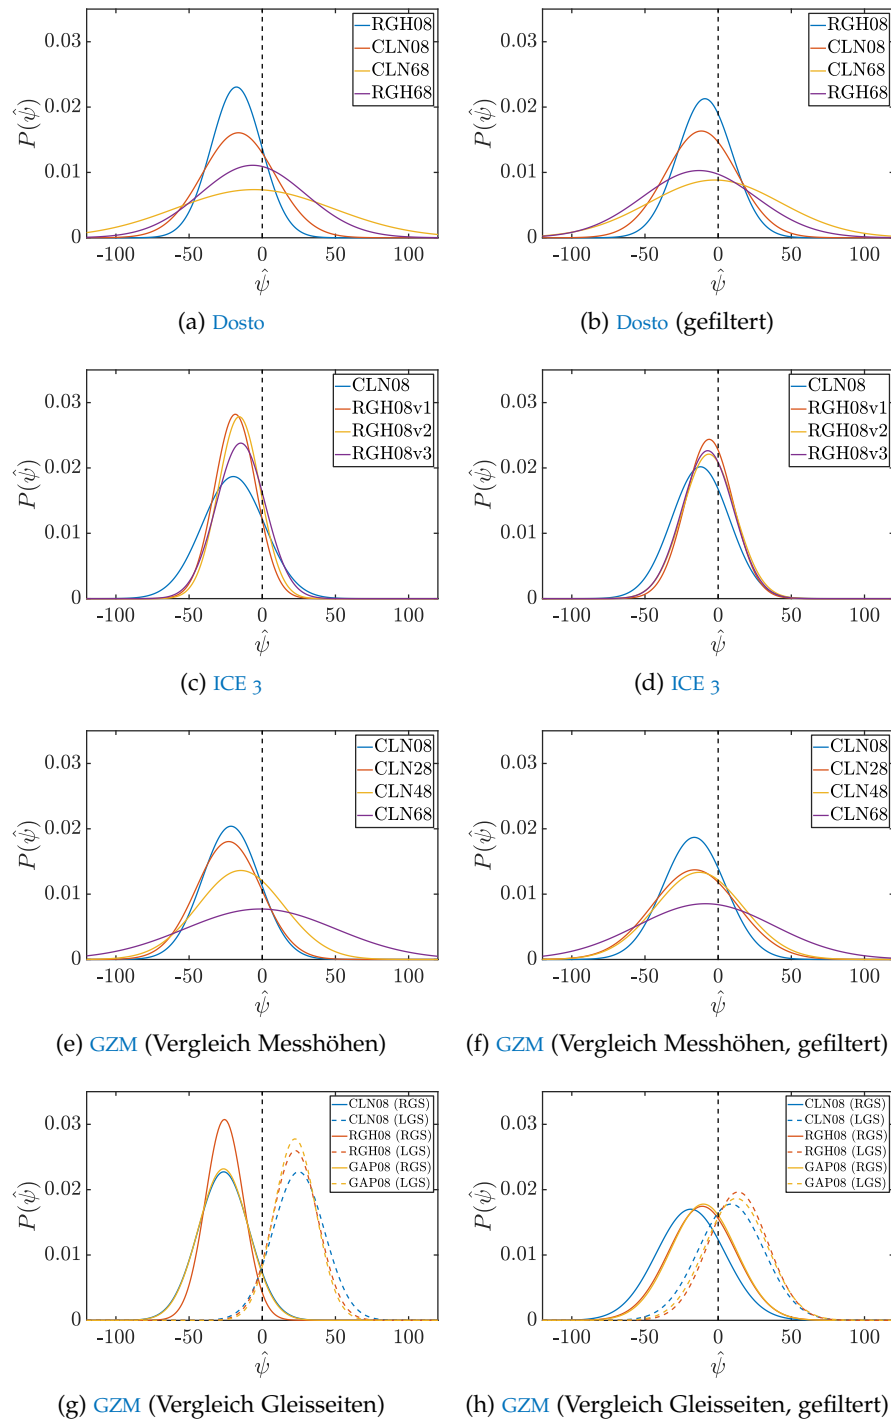 0.03
0.02
0.01
0
P(ψ̂)
-100 -50 0 50 100
ψ̂
RGH08
CLN08
CLN68
RGH68
(a) Dosto
0.03
0.02
0.01
0
P(ψ̂)
-100 -50 0 50 100
ψ̂
RGH08
CLN08
CLN68
RGH68
(b) Dosto (gefiltert)
0.03
0.02
0.01
0
P(ψ̂)
-100 -50 0 50 100
ψ̂
CLN08
RGH08v1
RGH08v2
RGH08v3
(c) ICE 3
0.03
0.02
0.01
0
P(ψ̂)
-100 -50 0 50 100
ψ̂
CLN08
RGH08v1
RGH08v2
RGH08v3
(d) ICE 3
0.03
0.02
0.01
0
P(ψ̂)
-100 -50 0 50 100
ψ̂
CLN08
CLN28
CLN48
CLN68
(e) GZM (Vergleich Messhöhen)
0.03
0.02
0.01
0
P(ψ̂)
-100 -50 0 50 100
ψ̂
CLN08
CLN28
CLN48
CLN68
(f) GZM (Vergleich Messhöhen, gefiltert)
0.03
0.02
0.01
0
P(ψ̂)
-100 -50 0 50 100
ψ̂
CLN08 (RGS)
CLN08 (LGS)
RGH08 (RGS)
RGH08 (LGS)
GAP08 (RGS)
GAP08 (LGS)
(g) GZM (Vergleich Gleisseiten)
0.03
0.02
0.01
0
P(ψ̂)
-100 -50 0 50 100
ψ̂
CLN08 (RGS)
CLN08 (LGS)
RGH08 (RGS)
RGH08 (LGS)
GAP08 (RGS)
GAP08 (LGS)
(h) GZM (Vergleich Gleisseiten, gefiltert)